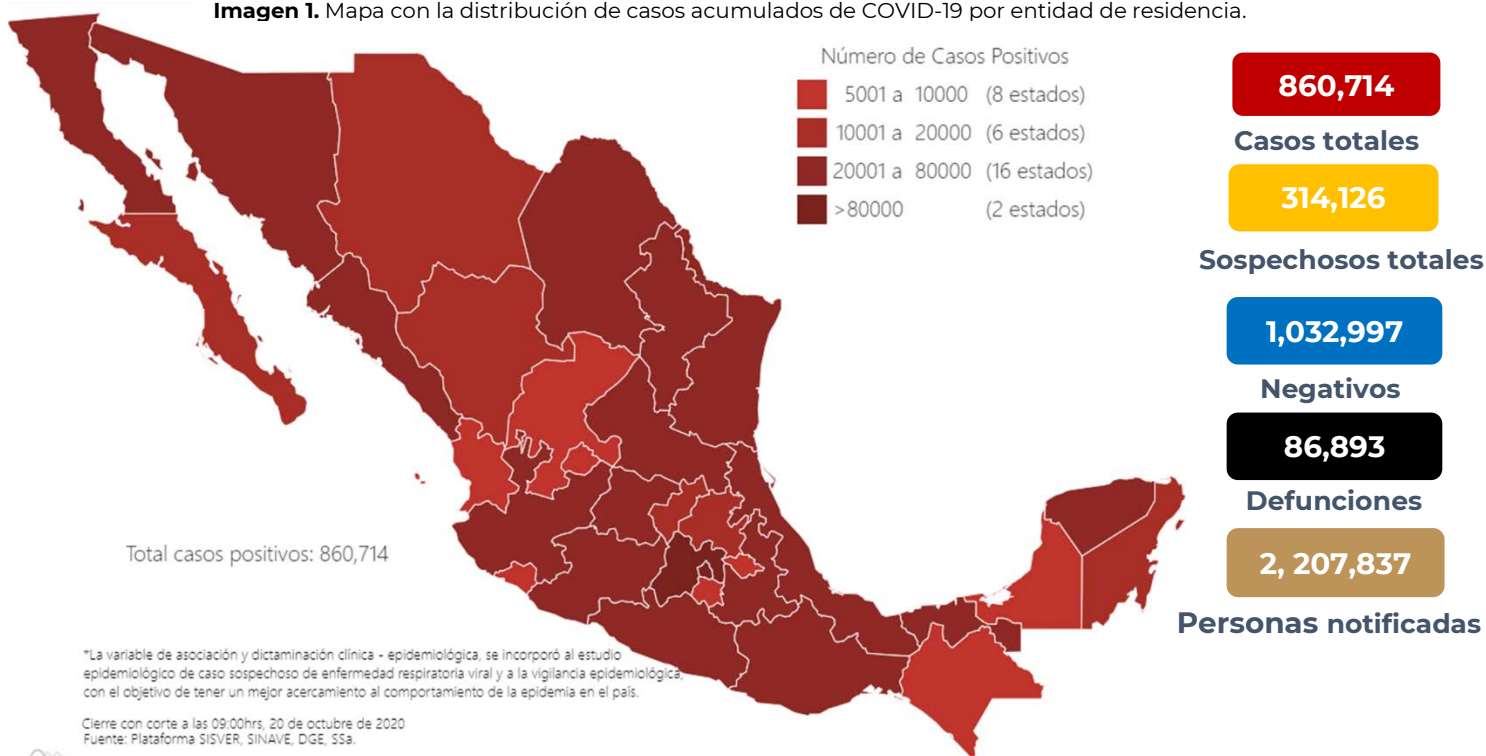 Imagen 1. Mapa con la distribución de casos acumulados de COVID-19 por entidad de residencia.
Número de Casos Positivos
5001 a 10000 (8 estados)
10001 a 20000 (6 estados)
20001 a 80000 (16 estados)
>80000 (2 estados)
860,714
Casos totales
314,126
Sospechosos totales
1,032,997
Negativos
86,893
Defunciones
2, 207,837
Personas notificadas
Total casos positivos: 860,714
*La variable de asociación y dictaminación clínica - epidemiológica, se incorporó al estudio
epidemiológico de caso sospechoso de enfermedad respiratoria viral y a la vigilancia epidemiológica,
con el objetivo de tener un mejor acercamiento al comportamiento de la epidemia en el país.
Cierre con corte a las 09:00hrs, 20 de octubre de 2020
Fuente: Plataforma SISVER, SINAVE, DGE, SSa.